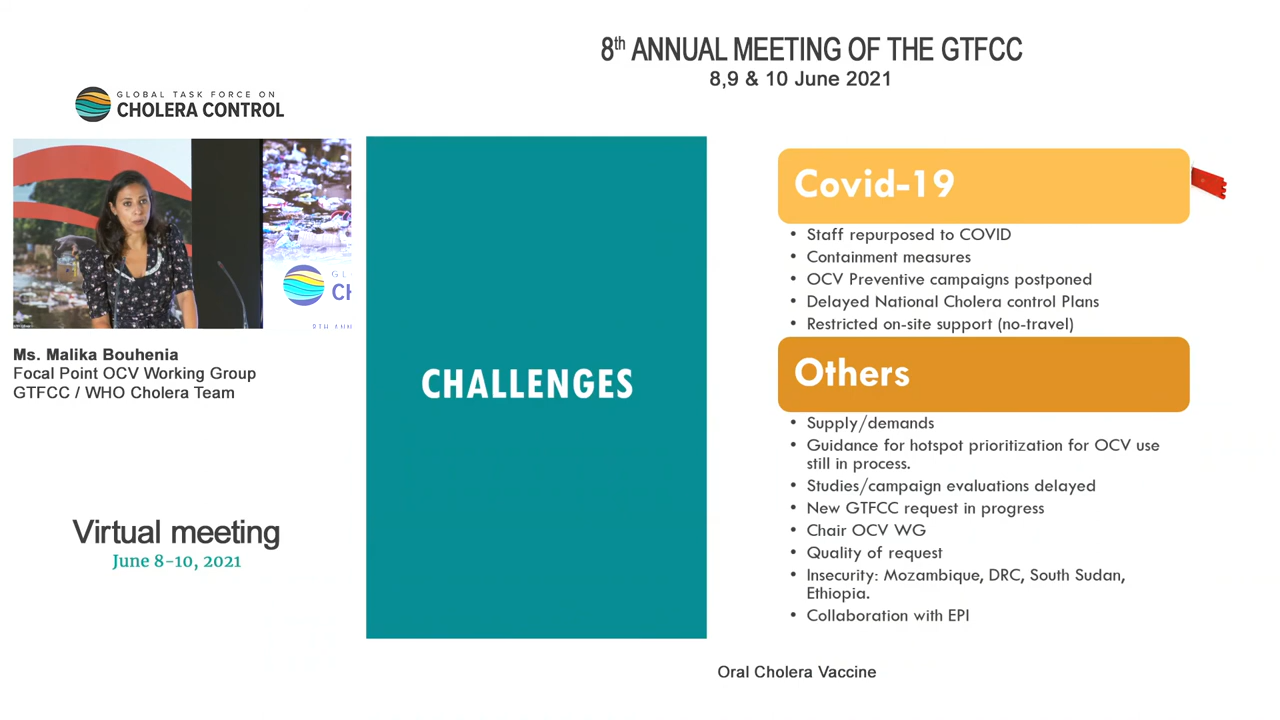 8th ANNUAL MEETING OF THE GTFCC
8,9 & 10 June 2021
GLOBAL TASK FORCE ON
CHOLERA CONTROL
GL
CH
8TH ANN
Ms. Malika Bouhenia
Focal Point OCV Working Group
GTFCC / WHO Cholera Team
Virtual meeting
June 8-10, 2021
CHALLENGES
Covid-19
• Staff repurposed to COVID
• Containment measures
• OCV Preventive campaigns postponed
• Delayed National Cholera control Plans
• Restricted on-site support (no-travel)
Others
• Supply/demands
• Guidance for hotspot prioritization for OCV use
still in process.
• Studies/campaign evaluations delayed
• New GTFCC request in progress
• Chair OCV WG
• Quality of request
• Insecurity: Mozambique, DRC, South Sudan,
Ethiopia.
• Collaboration with EPI
Oral Cholera Vaccine